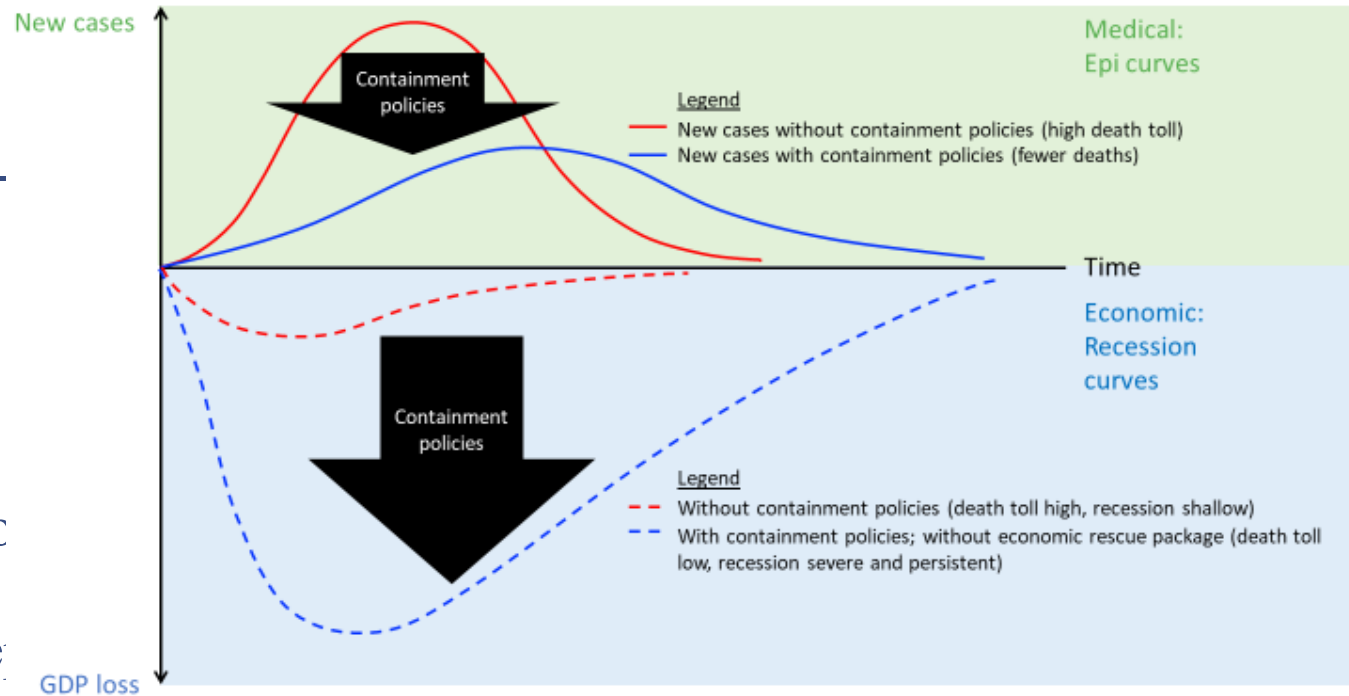 New cases
Medical:
Epi curves
Containment
policies
Legend
New cases without containment policies (high death toll)
New cases with containment policies (fewer deaths)
Time
Economic:
Recession
curves
Containment
policies
Legend
Without containment policies (death toll high, recession shallow)
With containment policies; without economic rescue package (death toll
low, recession severe and persistent)
GDP loss